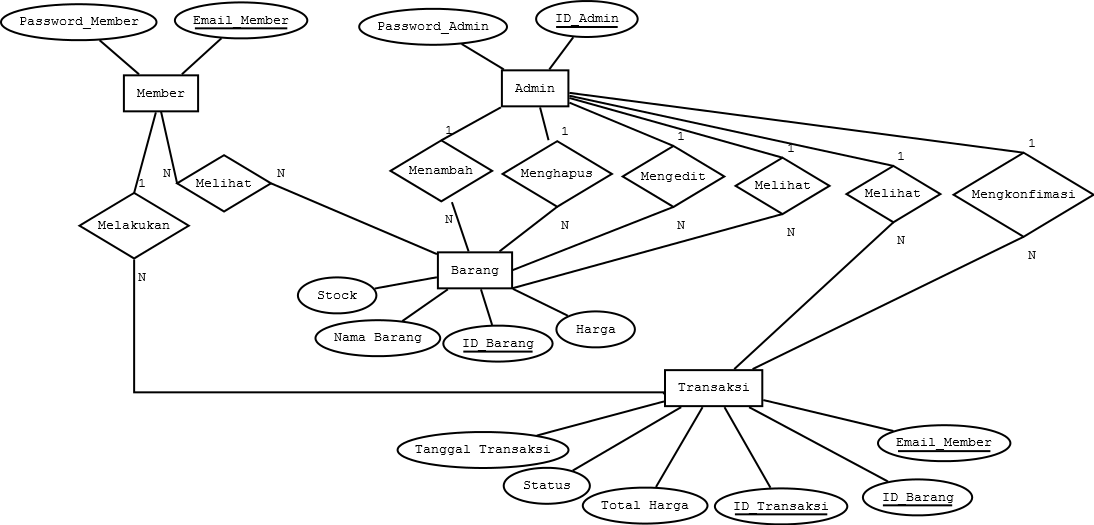 Password_Member
Email_Member
Password_Admin
ID_Admin
Member
Admin
1
1
1
1
1
1
N
Melihat
N
Menambah
Menghapus
Mengedit
Melihat
Melihat
Mengkonfimasi
1
Melakukan
N
N
N
N
N
N
N
Barang
Stock
Nama Barang
ID_Barang
Harga
Transaksi
Tanggal Transaksi
Status
Total Harga
ID_Transaksi
ID_Barang
Email_Member